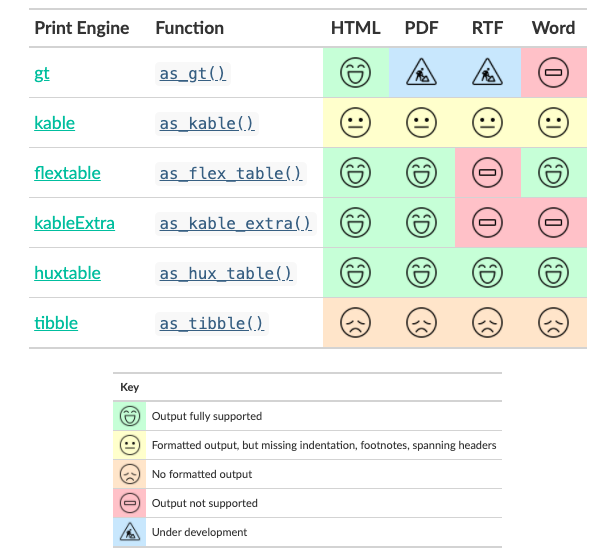 Print Engine Function HTML PDF RTF Word
gt as_gt()
kable as_kable()
flextable as_flex_table()
kableExtra as_kable_extra()
huxtable as_hux_table()
tibble as_tibble()
Key
Output fully supported
Formatted output, but missing indentation, footnotes, spanning headers
No formatted output
Output not supported
Under development